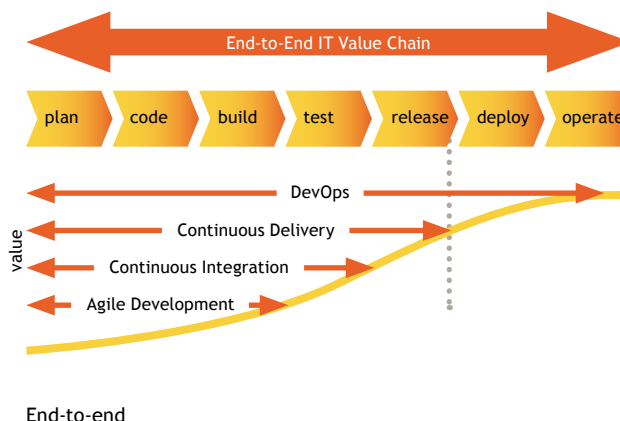 End-to-End IT Value Chain
plan code build test release deploy operate
DevOps
Continuous Delivery
value
Continuous Integration
Agile Development
End-to-end